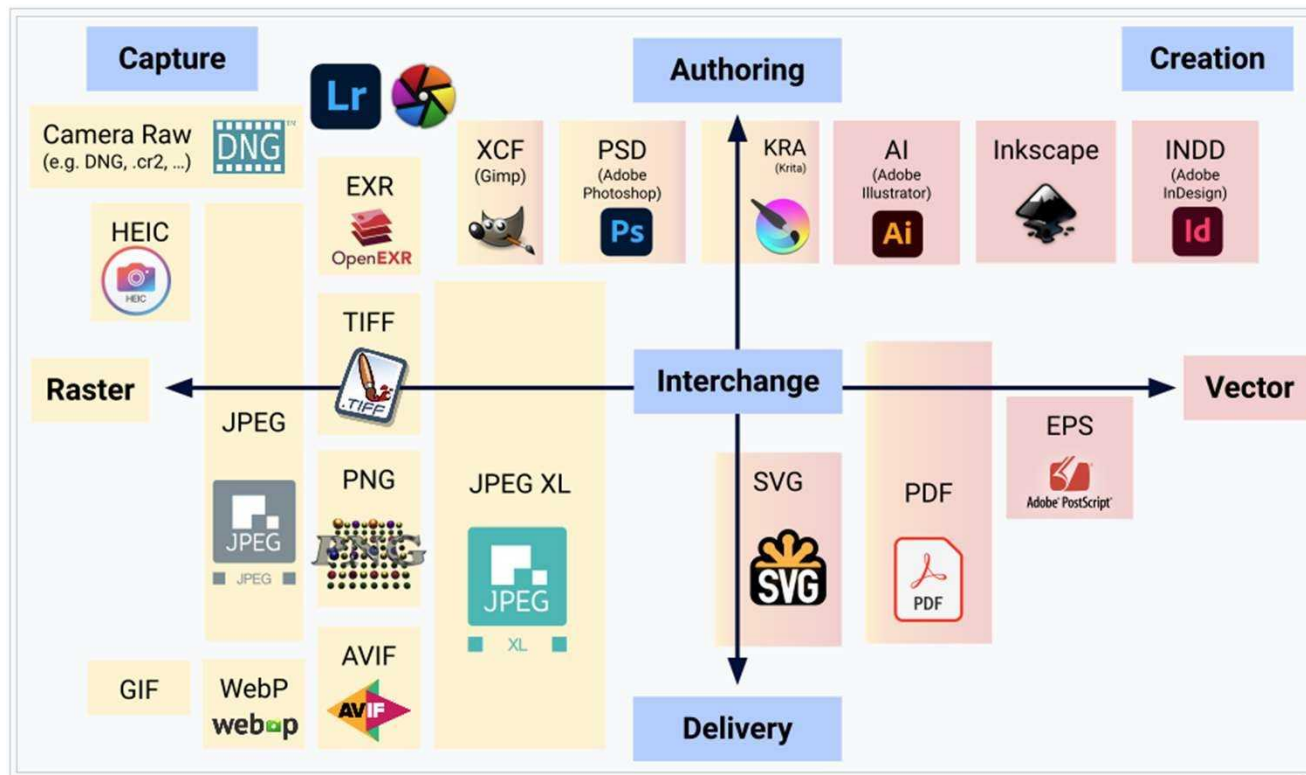 Capture
Authoring
Creation
Lr
Camera Raw
(e.g. DNG, .cr2, ...)
DNG™
HEIC
HEIC
EXR
OpenEXR
XCF
(Gimp)
PSD
(Adobe
Photoshop)
Ps
KRA
(Krita)
AI
(Adobe
Illustrator)
Ai
Inkscape
INDD
(Adobe
InDesign)
Id
TIFF
.TIFF
Raster
Interchange
Vector
JPEG
JPEG
JPEG
PNG
PNG
JPEG XL
JPEG
XL
SVG
SVG
PDF
PDF
EPS
Adobe® PostScript®
GIF
WebP
webp
AVIF
AVIF
Delivery